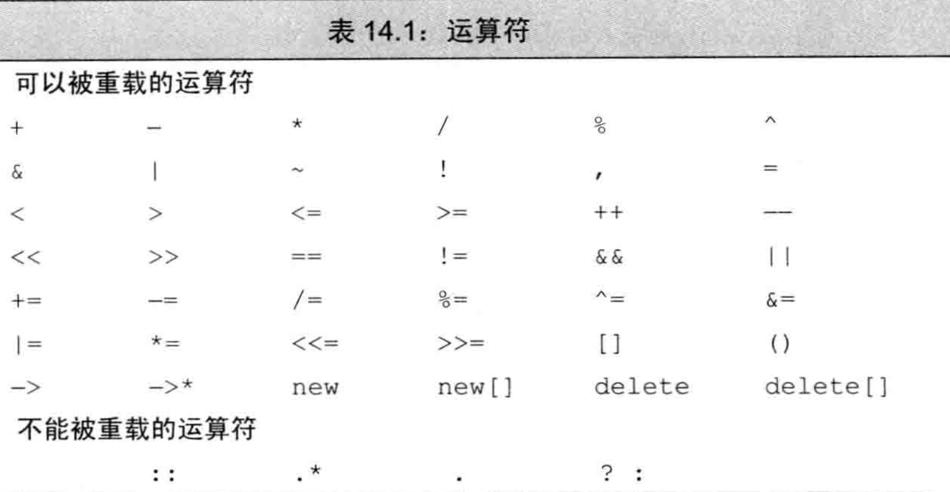 表 14.1：运算符
可以被重载的运算符
+ — * / % ^
& | ~ ! , =
< > <= >= ++ ——
<< >> == != && ||
+= —= /= %= ^= &=
|= *= <<= >>= [] ()
—> —>* new new[] delete delete[]
不能被重载的运算符
:: .* . ? :